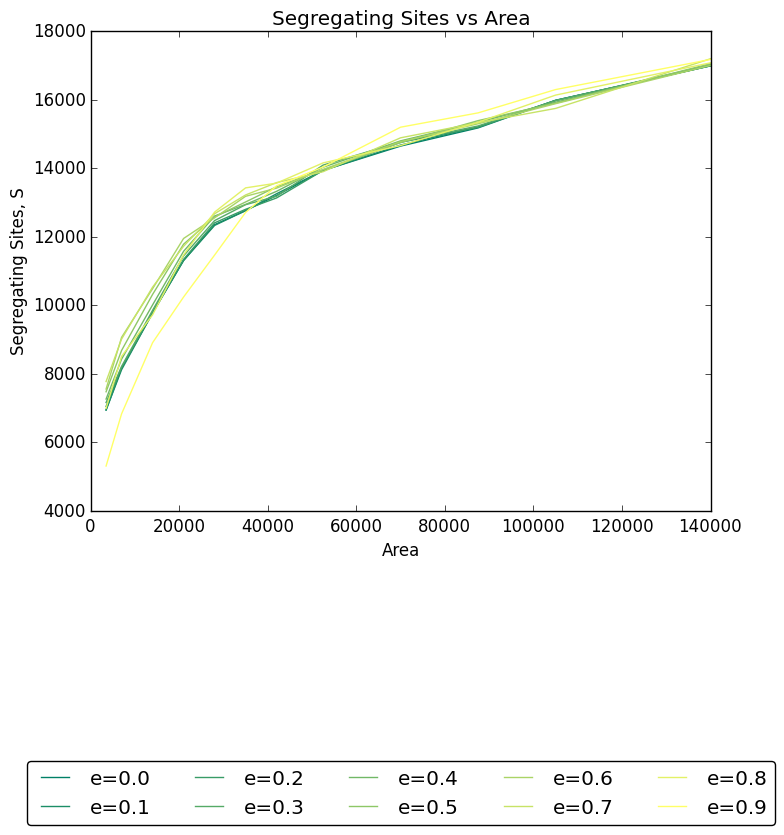 Segregating Sites vs Area
18000
16000
14000
12000
10000
8000
6000
4000
Segregating Sites, S
0 20000 40000 60000 80000 100000 120000 140000
Area
e=0.0 e=0.2 e=0.4 e=0.6 e=0.8
e=0.1 e=0.3 e=0.5 e=0.7 e=0.9